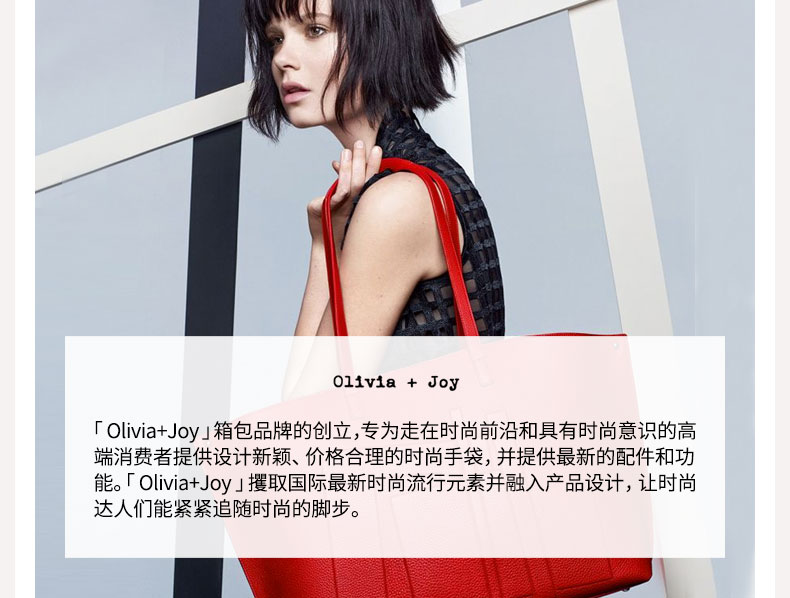 Olivia + Joy
「Olivia+Joy」箱包品牌的创立，专为走在时尚前沿和具有时尚意识的高
端消费者提供设计新颖、价格合理的时尚手袋，并提供最新的配件和功
能。「Olivia+Joy 」攫取国际最新时尚流行元素并融入产品设计，让时尚
达人们能紧紧追随时尚的脚步。